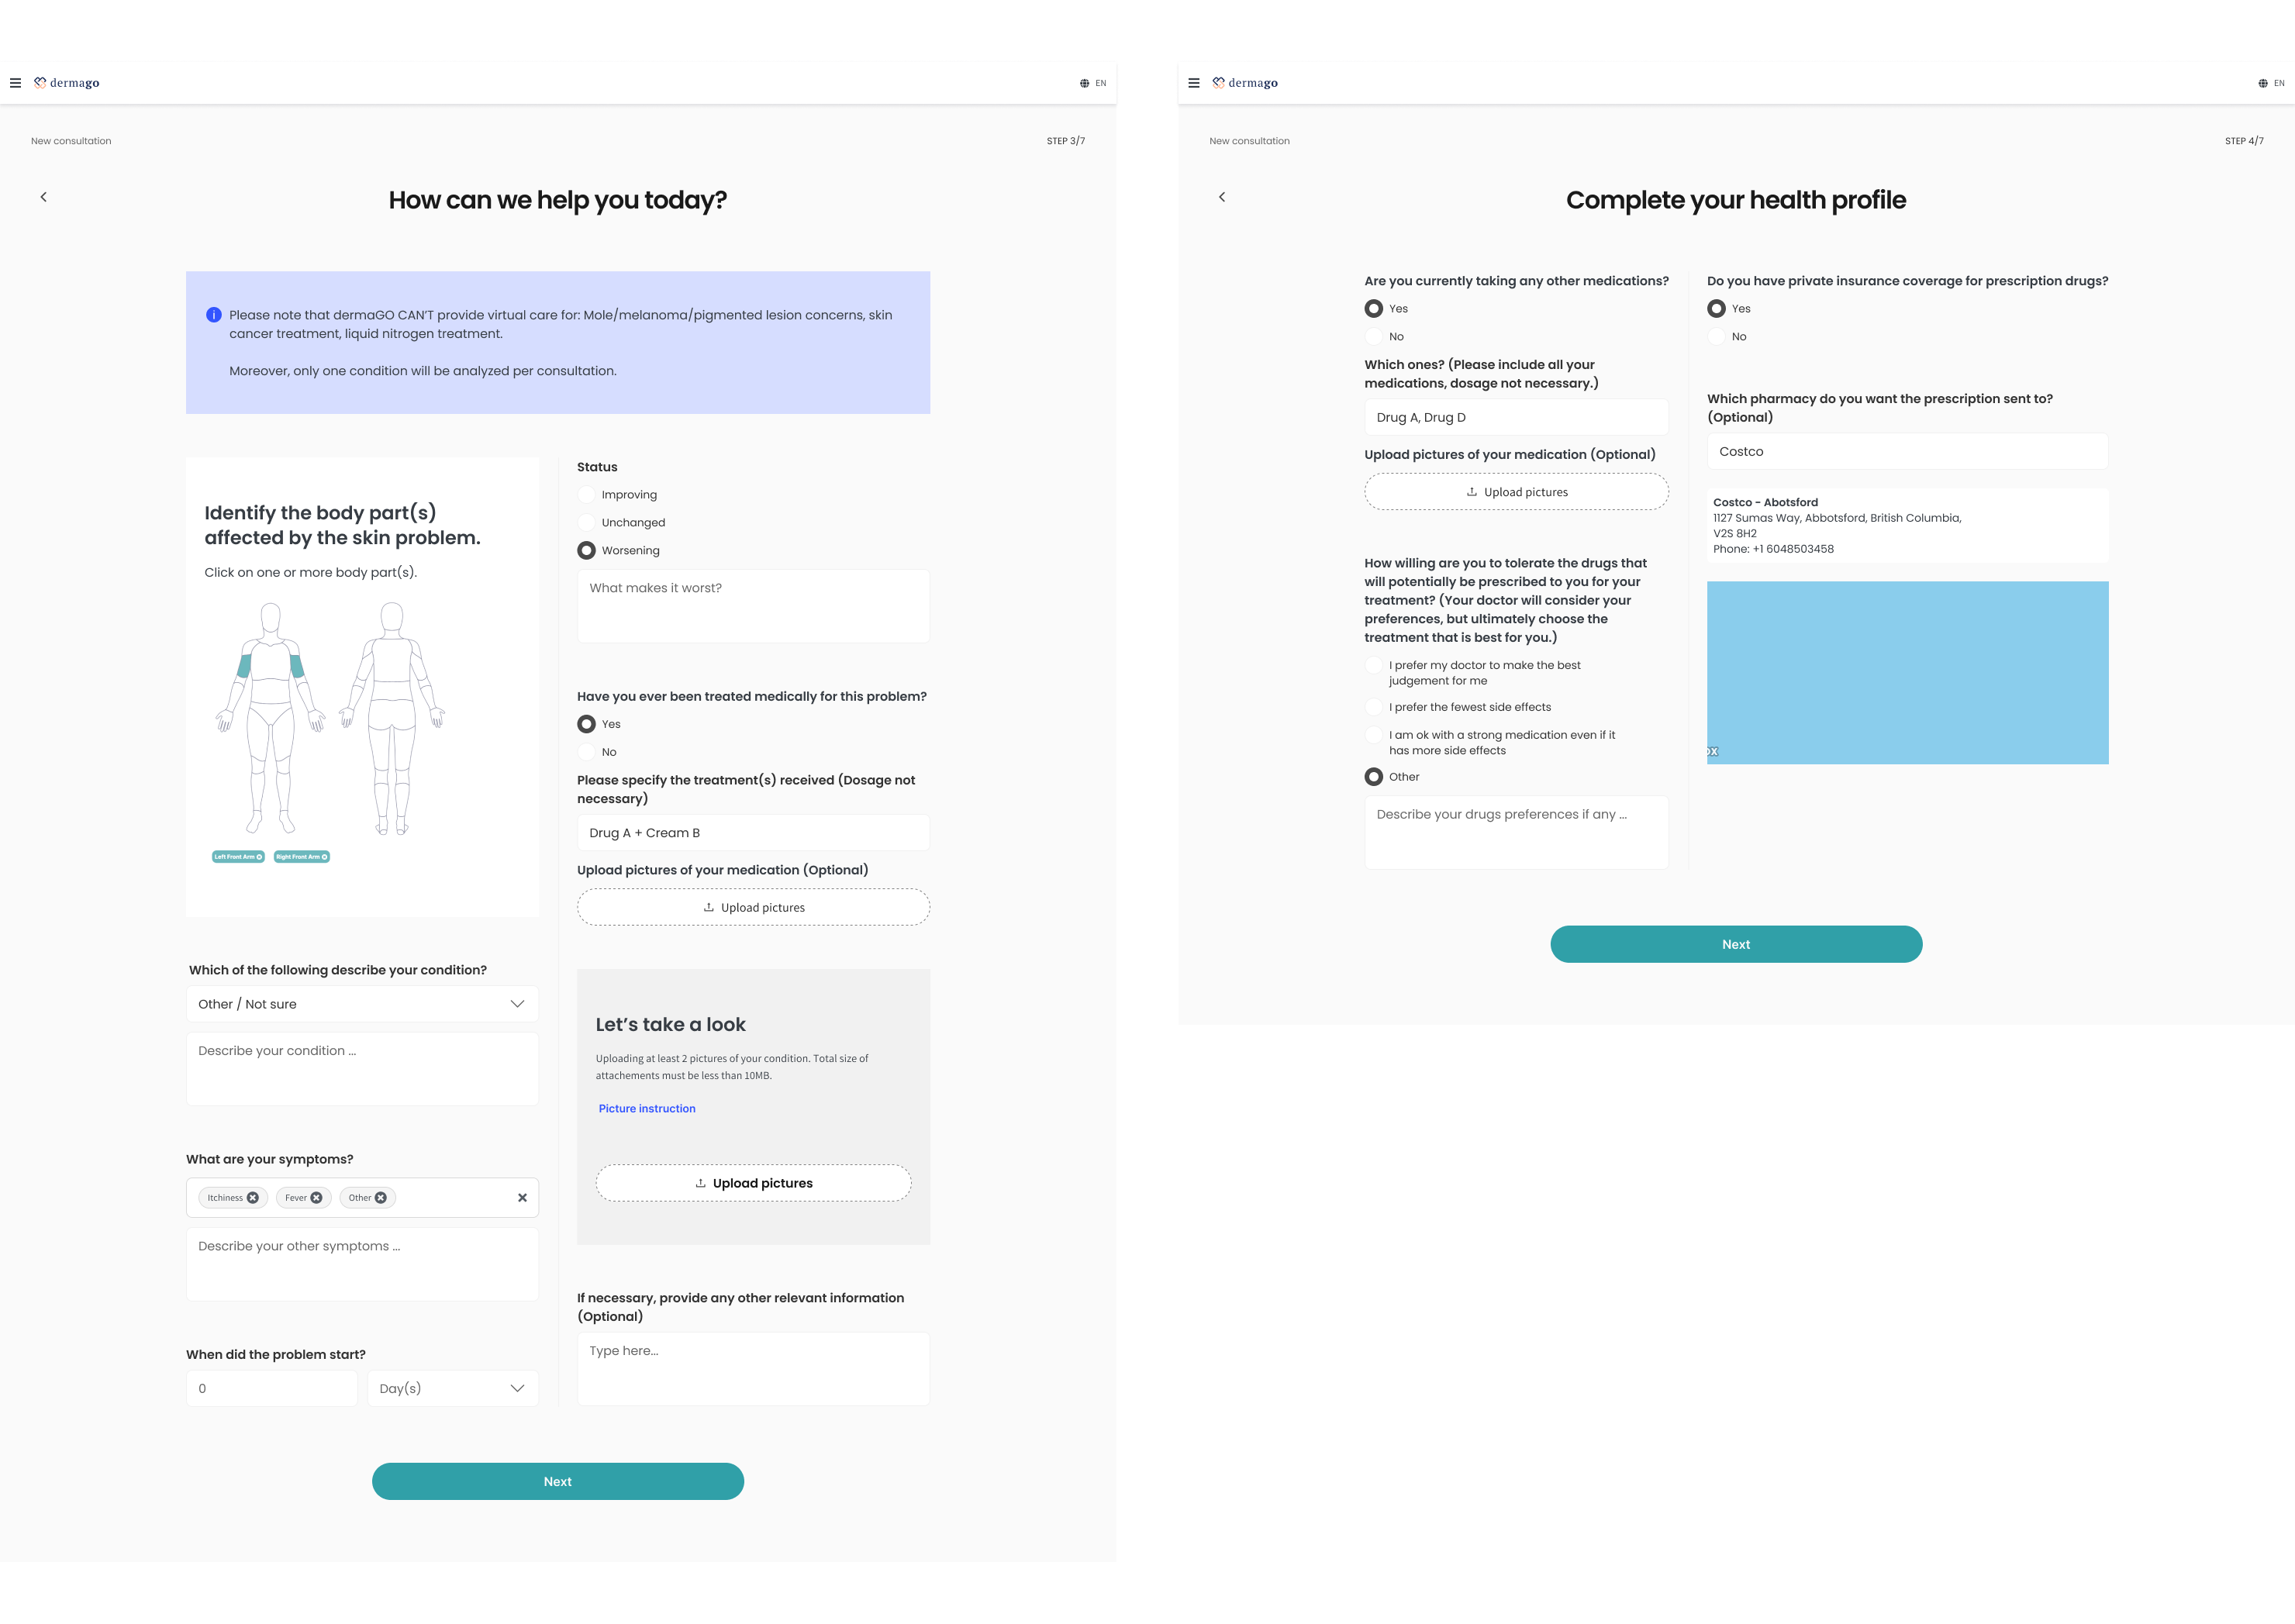 dermago
EN
New consultation
STEP 3/7
How can we help you today?
Please note that dermaGO CAN'T provide virtual care for: Mole/melanoma/pigmented lesion concerns, skin
cancer treatment, liquid nitrogen treatment.
Moreover, only one condition will be analyzed per consultation.
Identify the body part(s)
affected by the skin problem.
Click on one or more body part(s).
Left Front Arm
Right Front Arm
Which of the following describe your condition?
Other / Not sure
Describe your condition ...
What are your symptoms?
Itchiness
Fever
Other
Describe your other symptoms ...
When did the problem start?
0
Day(s)
Status
Improving
Unchanged
Worsening
What makes it worst?
Have you ever been treated medically for this problem?
Yes
No
Please specify the treatment(s) received (Dosage not
necessary)
Drug A + Cream B
Upload pictures of your medication (Optional)
Upload pictures
Let's take a look
Uploading at least 2 pictures of your condition. Total size of
attachements must be less than 10MB.
Picture instruction
Upload pictures
If necessary, provide any other relevant information
(Optional)
Type here...
Next
dermago
EN
New consultation
STEP 4/7
Complete your health profile
Are you currently taking any other medications?
Yes
No
Which ones? (Please include all your
medications, dosage not necessary.)
Drug A, Drug D
Upload pictures of your medication (Optional)
Upload pictures
How willing are you to tolerate the drugs that
will potentially be prescribed to you for your
treatment? (Your doctor will consider your
preferences, but ultimately choose the
treatment that is best for you.)
I prefer my doctor to make the best
judgement for me
I prefer the fewest side effects
I am ok with a strong medication even if it
has more side effects
Other
Describe your drugs preferences if any ...
Do you have private insurance coverage for prescription drugs?
Yes
No
Which pharmacy do you want the prescription sent to?
(Optional)
Costco
Costco - Abotsford
1127 Sumas Way, Abbotsford, British Columbia,
V2S 8H2
Phone: +1 6048503458
Next